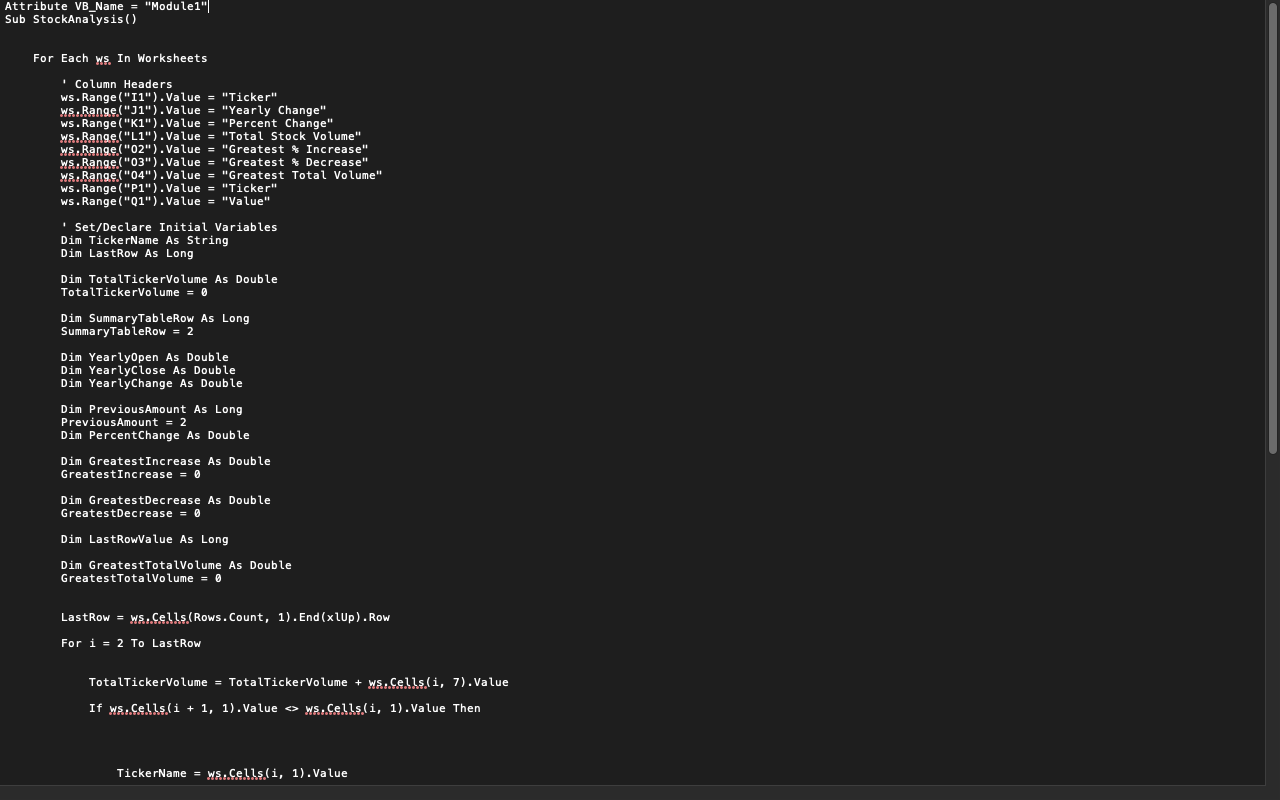 Attribute VB_Name = "Module1"
Sub StockAnalysis()
For Each ws In Worksheets
' Column Headers
ws.Range("I1").Value = "Ticker"
ws.Range("J1").Value = "Yearly Change"
ws.Range("K1").Value = "Percent Change"
ws.Range("L1").Value = "Total Stock Volume"
ws.Range("O2").Value = "Greatest % Increase"
ws.Range("O3").Value = "Greatest % Decrease"
ws.Range("O4").Value = "Greatest Total Volume"
ws.Range("P1").Value = "Ticker"
ws.Range("Q1").Value = "Value"
' Set/Declare Initial Variables
Dim TickerName As String
Dim LastRow As Long
Dim TotalTickerVolume As Double
TotalTickerVolume = 0
Dim SummaryTableRow As Long
SummaryTableRow = 2
Dim YearlyOpen As Double
Dim YearlyClose As Double
Dim YearlyChange As Double
Dim PreviousAmount As Long
PreviousAmount = 2
Dim PercentChange As Double
Dim GreatestIncrease As Double
GreatestIncrease = 0
Dim GreatestDecrease As Double
GreatestDecrease = 0
Dim LastRowValue As Long
Dim GreatestTotalVolume As Double
GreatestTotalVolume = 0
LastRow = ws.Cells(Rows.Count, 1).End(xlUp).Row
For i = 2 To LastRow
TotalTickerVolume = TotalTickerVolume + ws.Cells(i, 7).Value
If ws.Cells(i + 1, 1).Value <> ws.Cells(i, 1).Value Then
TickerName = ws.Cells(i, 1).Value